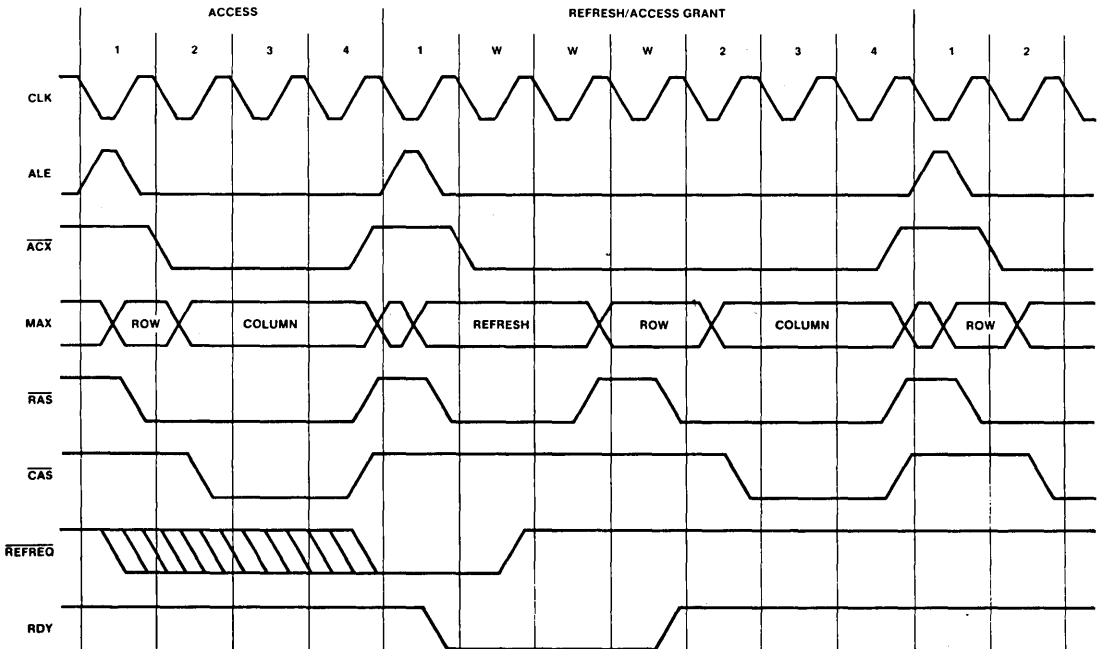 ACCESS REFRESH/ACCESS GRANT
1 2 3 4 1 W W W 2 3 4 1 2
CLK
ALE
ACX
MAX ROW COLUMN REFRESH ROW COLUMN ROW
RAS
CAS
REFREQ
RDY